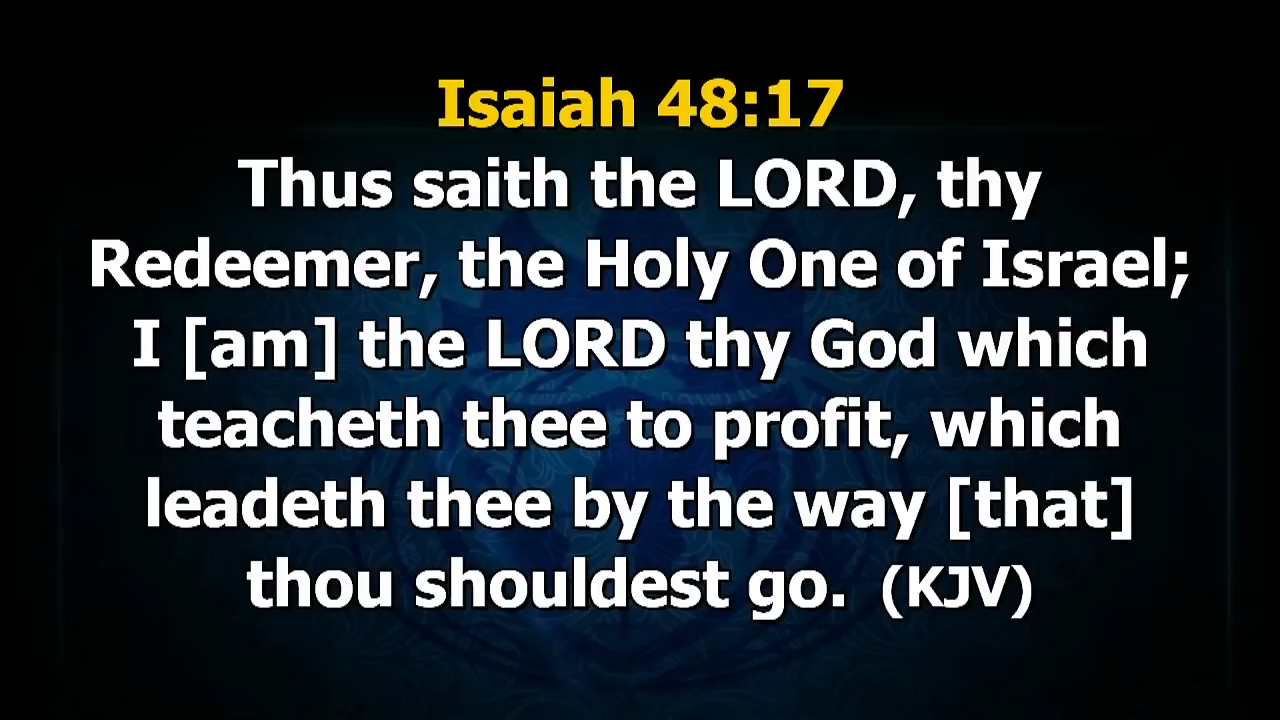 Isaiah 48:17
Thus saith the LORD, thy
Redeemer, the Holy One of Israel;
I [am] the LORD thy God which
teacheth thee to profit, which
leadeth thee by the way [that]
thou shouldest go. (KJV)